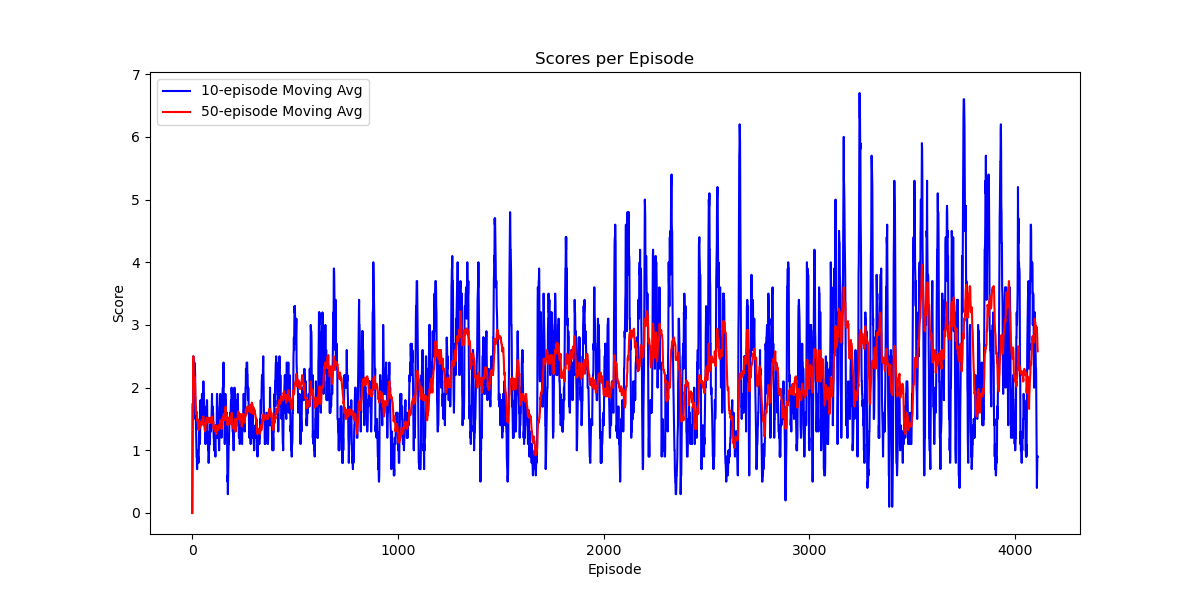 Scores per Episode
10-episode Moving Avg
50-episode Moving Avg
Score
7
6
5
4
3
2
1
0
0 1000 2000 3000 4000
Episode